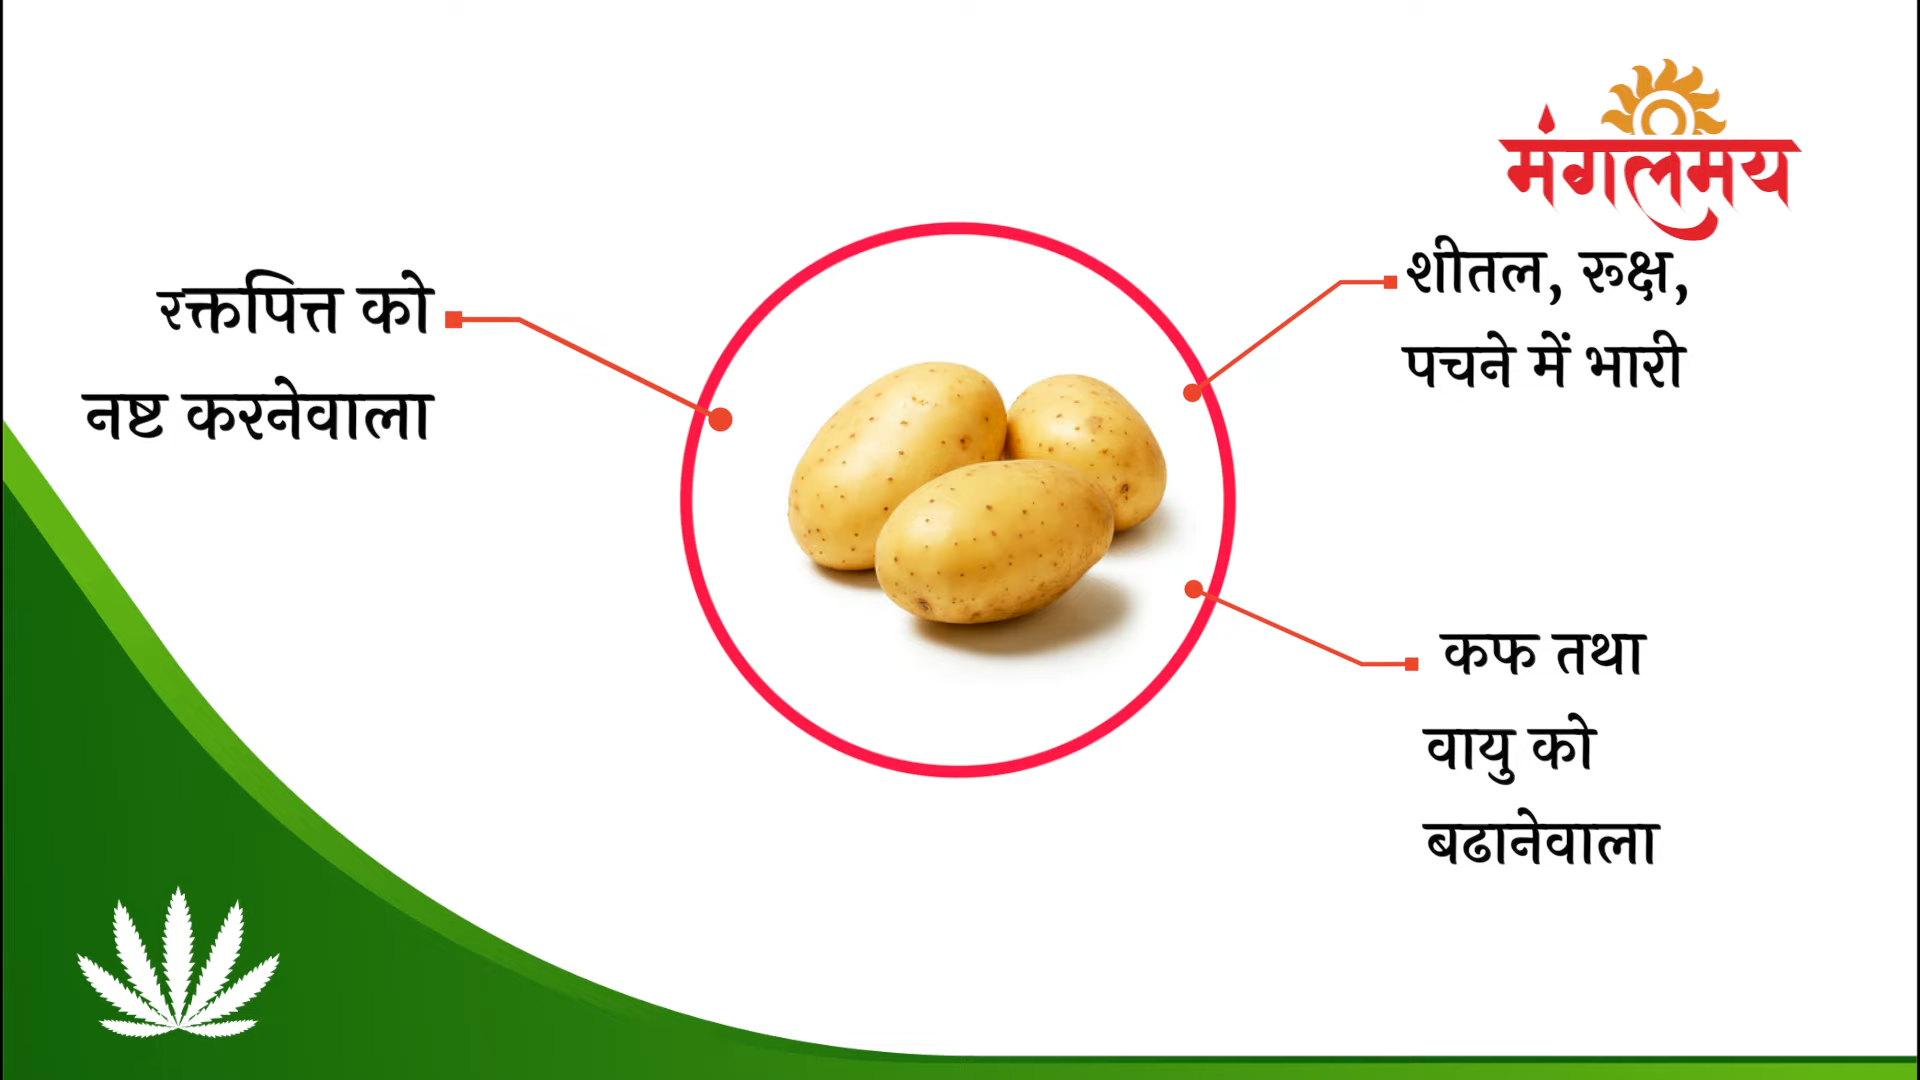 मंगलमय
रक्तपित्त को
नष्ट करनेवाला
शीतल, रूक्ष,
पचने में भारी
कफ तथा
वायु को
बढानेवाला